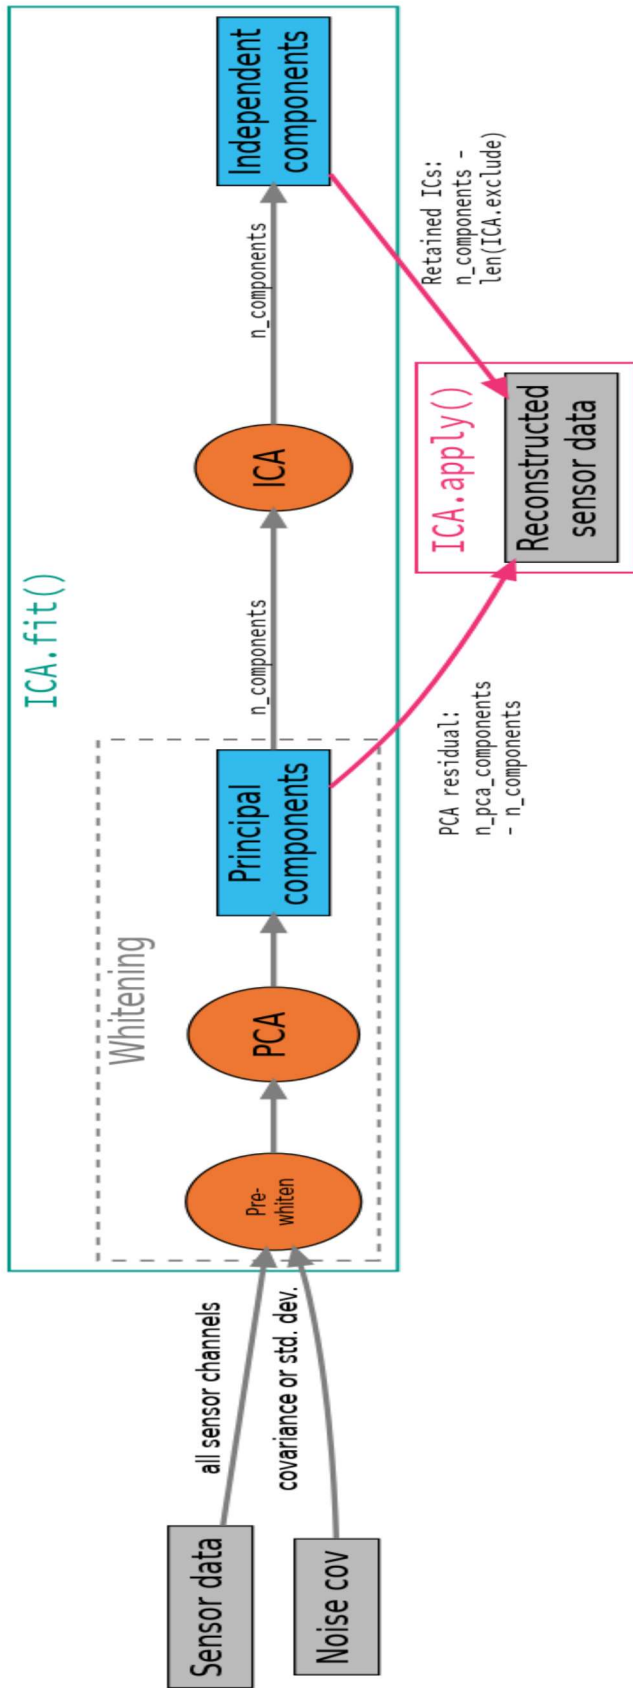 ICA.fit()
Whitening
Sensor data
Noise cov
all sensor channels
covariance or std. dev.
Pre-
whiten
PCA
Principal
components
n_components
ICA
n_components
Independent
components
PCA residual:
n_pca_components
- n_components
ICA.apply()
Reconstructed
sensor data
Retained ICs:
n_components -
len(ICA.exclude)